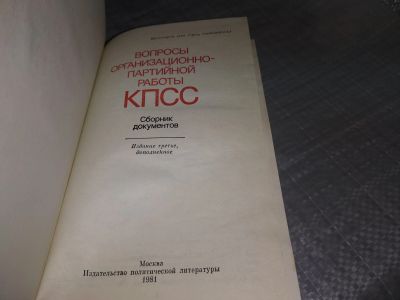 ВОПРОСЫ
ОРГАНИЗАЦИОННО-
ПАРТИЙНОЙ
РАБОТЫ
КПСС
Сборник
документов
Издание третье,
дополненное
Москва
Издательство политической литературы
1981